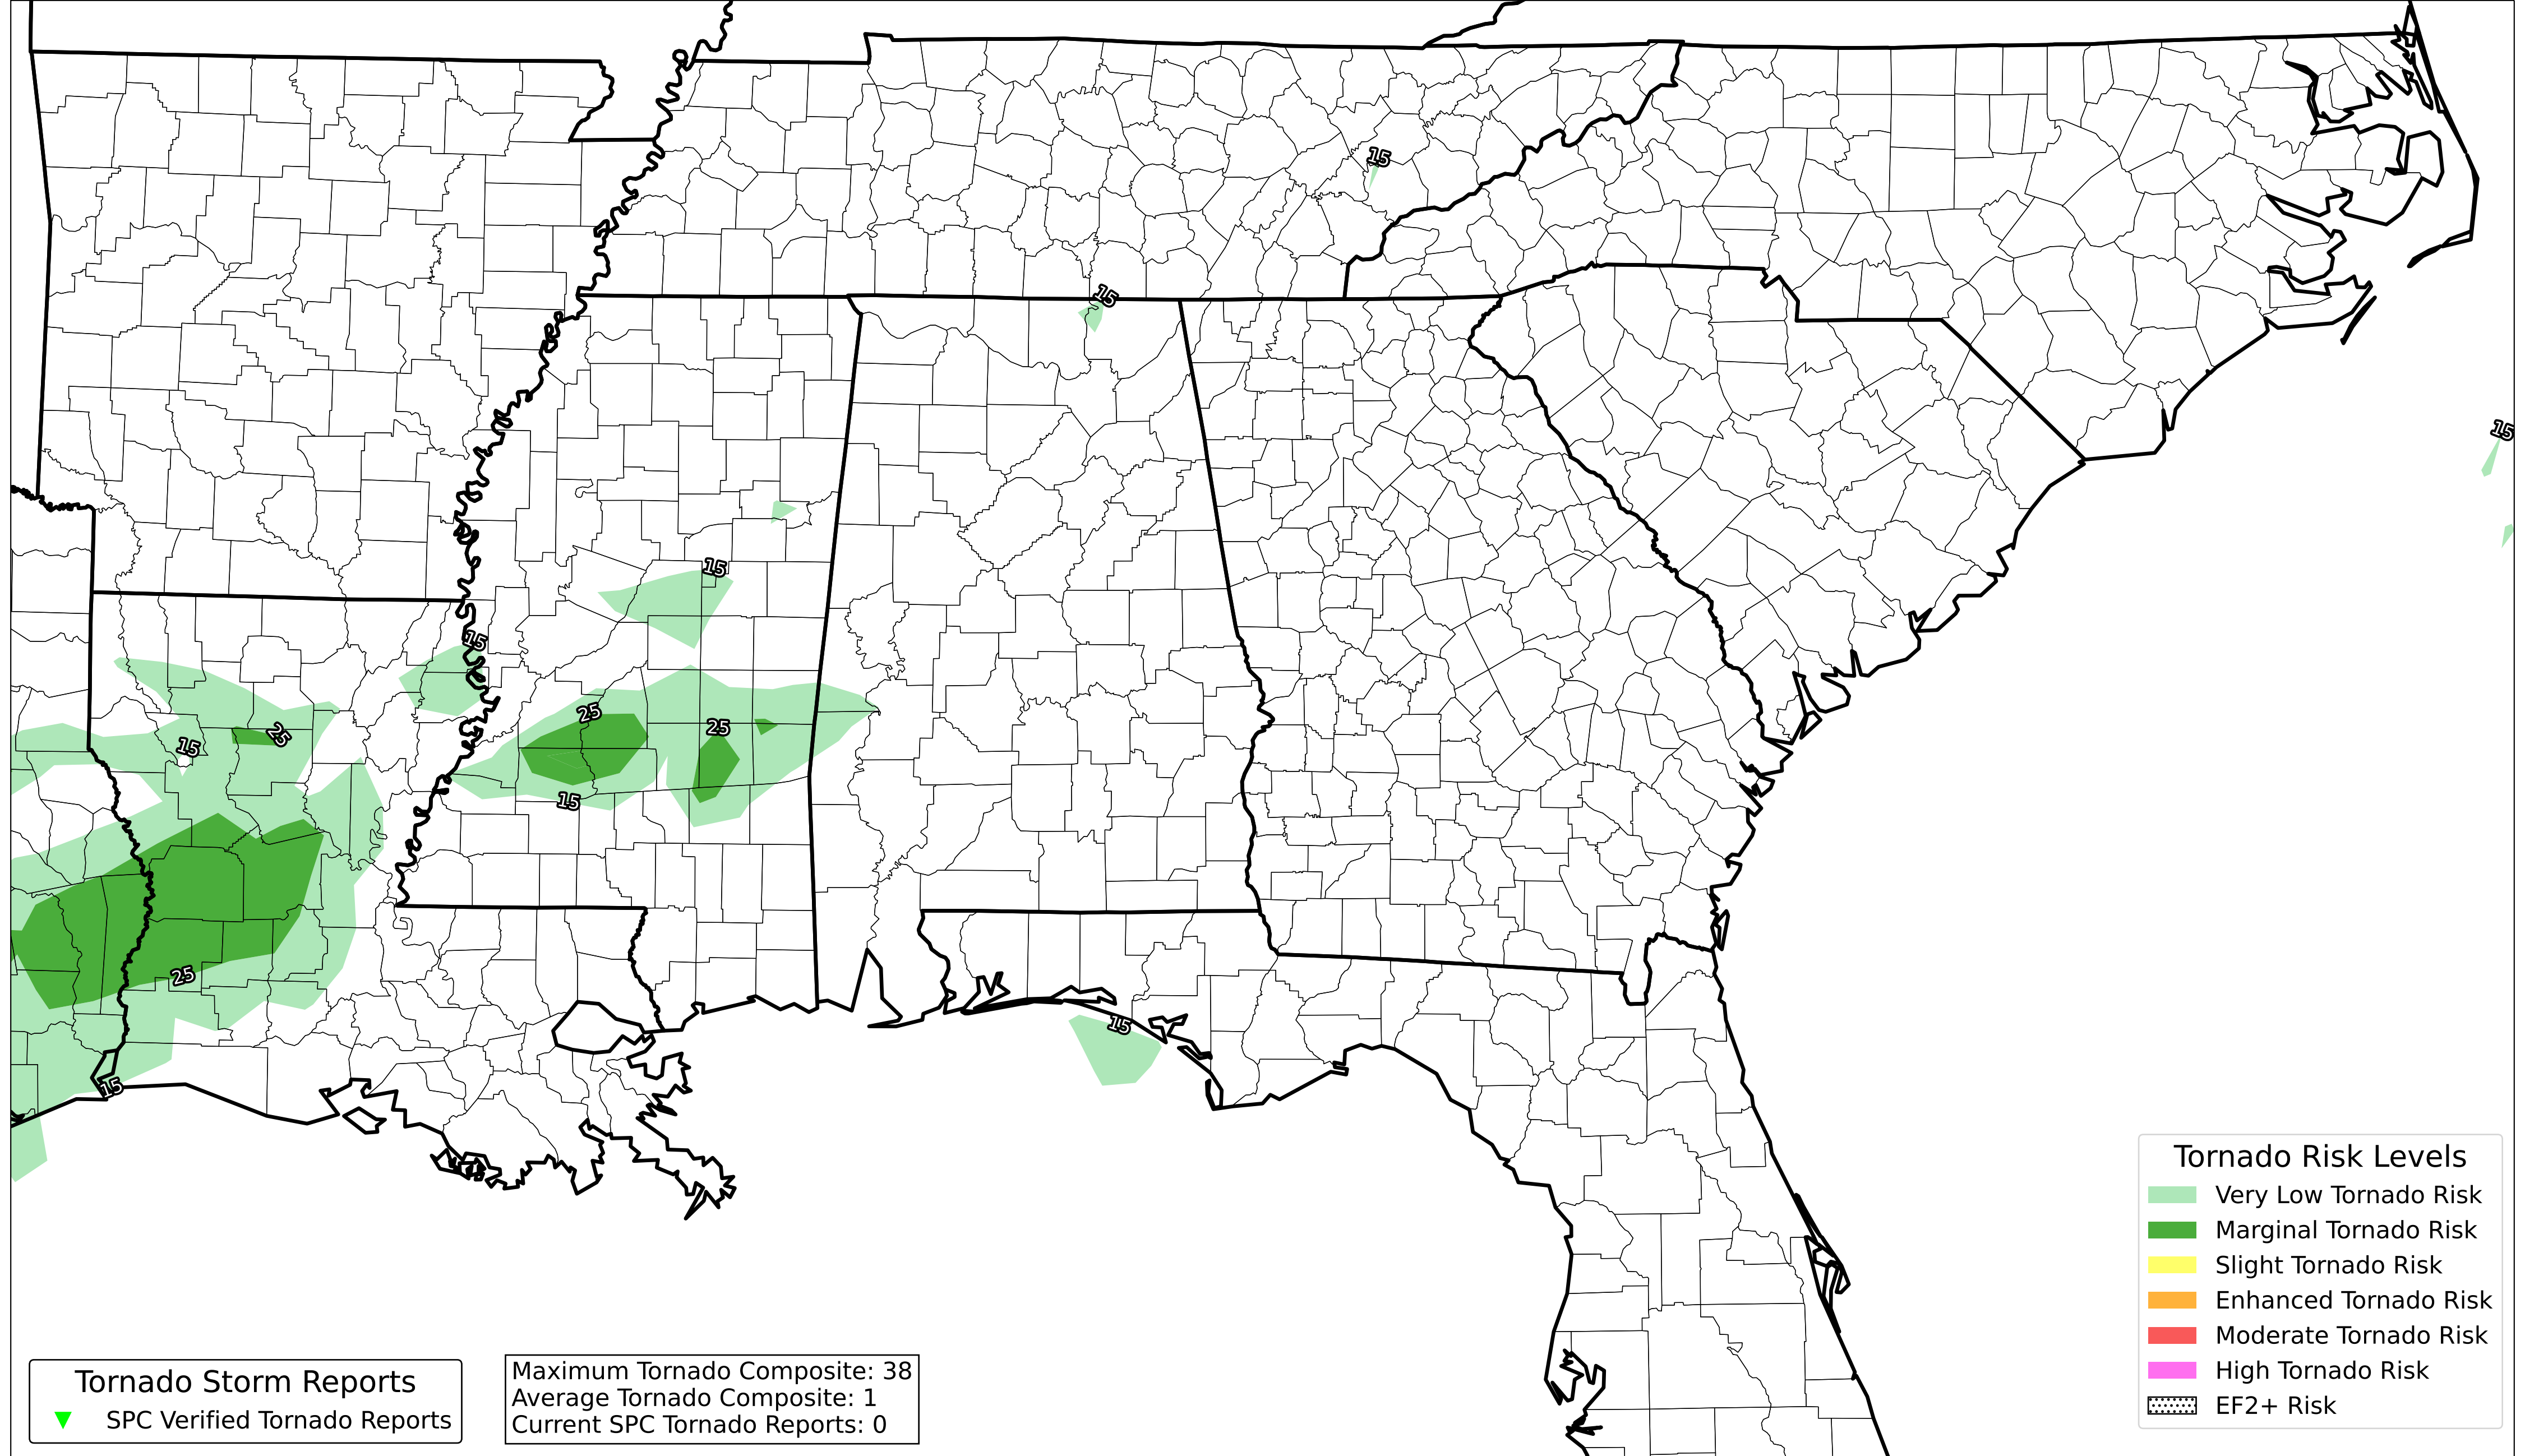 15
15
15
15
15
25
25
25
15
15
25
15
15
Tornado Risk Levels
Very Low Tornado Risk
Marginal Tornado Risk
Slight Tornado Risk
Enhanced Tornado Risk
Moderate Tornado Risk
High Tornado Risk
EF2+ Risk
Tornado Storm Reports
SPC Verified Tornado Reports
Maximum Tornado Composite: 38
Average Tornado Composite: 1
Current SPC Tornado Reports: 0